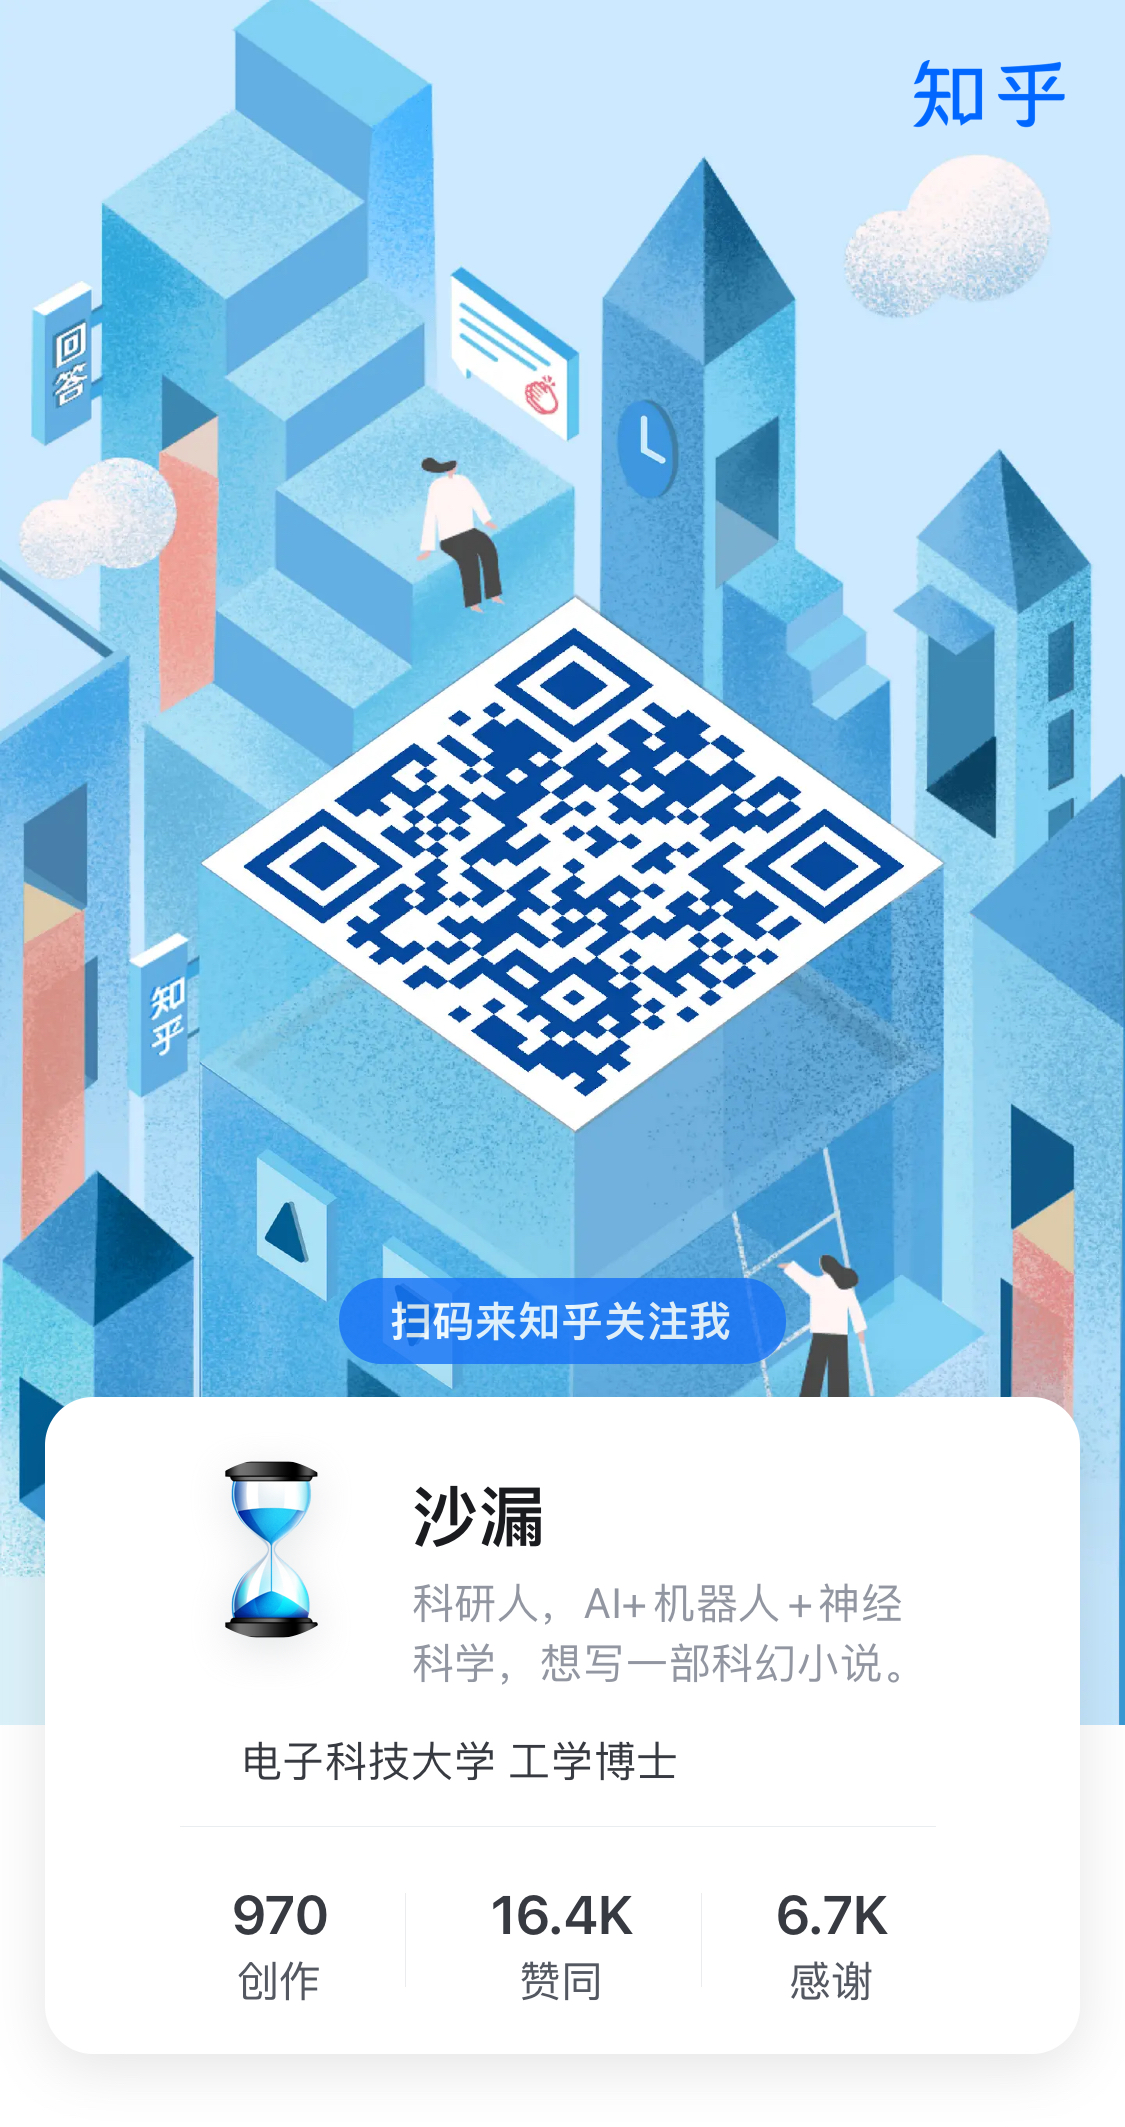 知乎
回答
知乎
扫码来知乎关注我
沙漏
科研人，AI+机器人+神经
科学，想写一部科幻小说。
电子科技大学 工学博士
970
创作
16.4K
赞同
6.7K
感谢